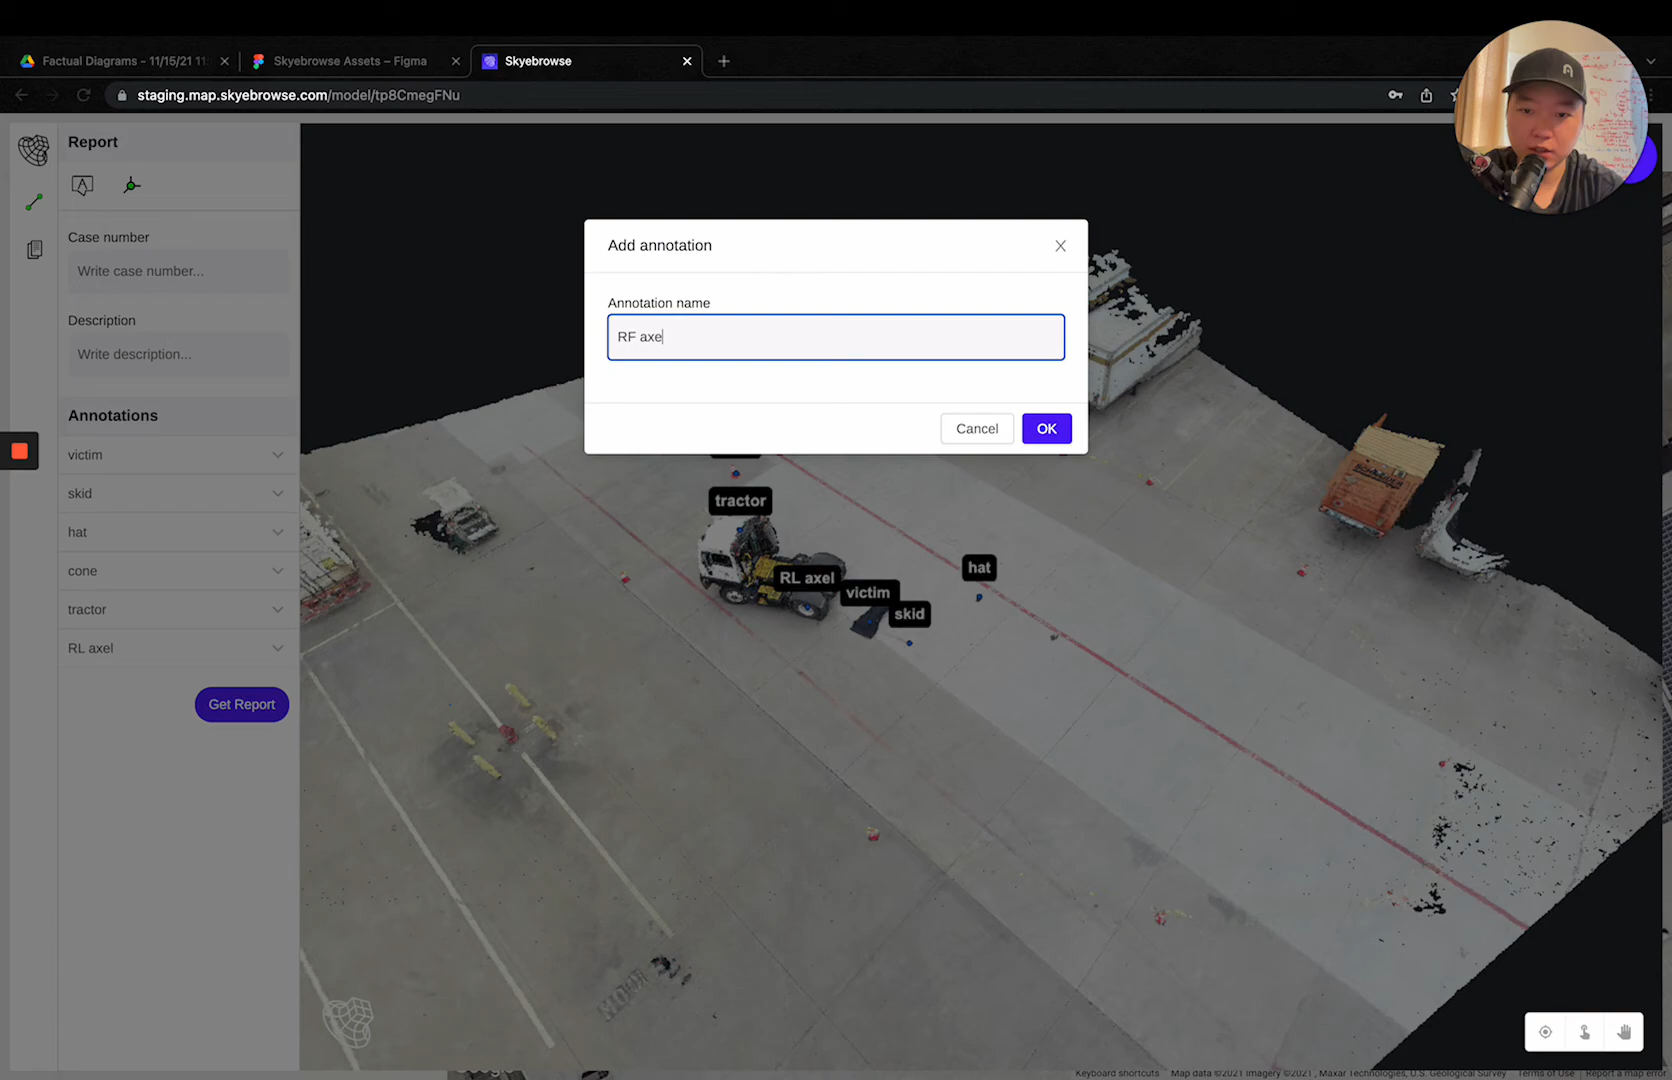 Factual Diagrams - 11/15/21 11:
Skyebrowse Assets – Figma
Skyebrowse
staging.map.skyebrowse.com/model/tp8CmegFNu
Report
Case number
Write case number...
Description
Write description...
Annotations
victim
skid
hat
cone
tractor
RL axel
Get Report
Add annotation
Annotation name
RF axe
Cancel
OK
tractor
RL axel
victim
skid
hat
Keyboard shortcuts
Map data ©2021 Imagery ©2021 , Maxar Technologies, U.S. Geological Survey
Terms of Use
Report a map error